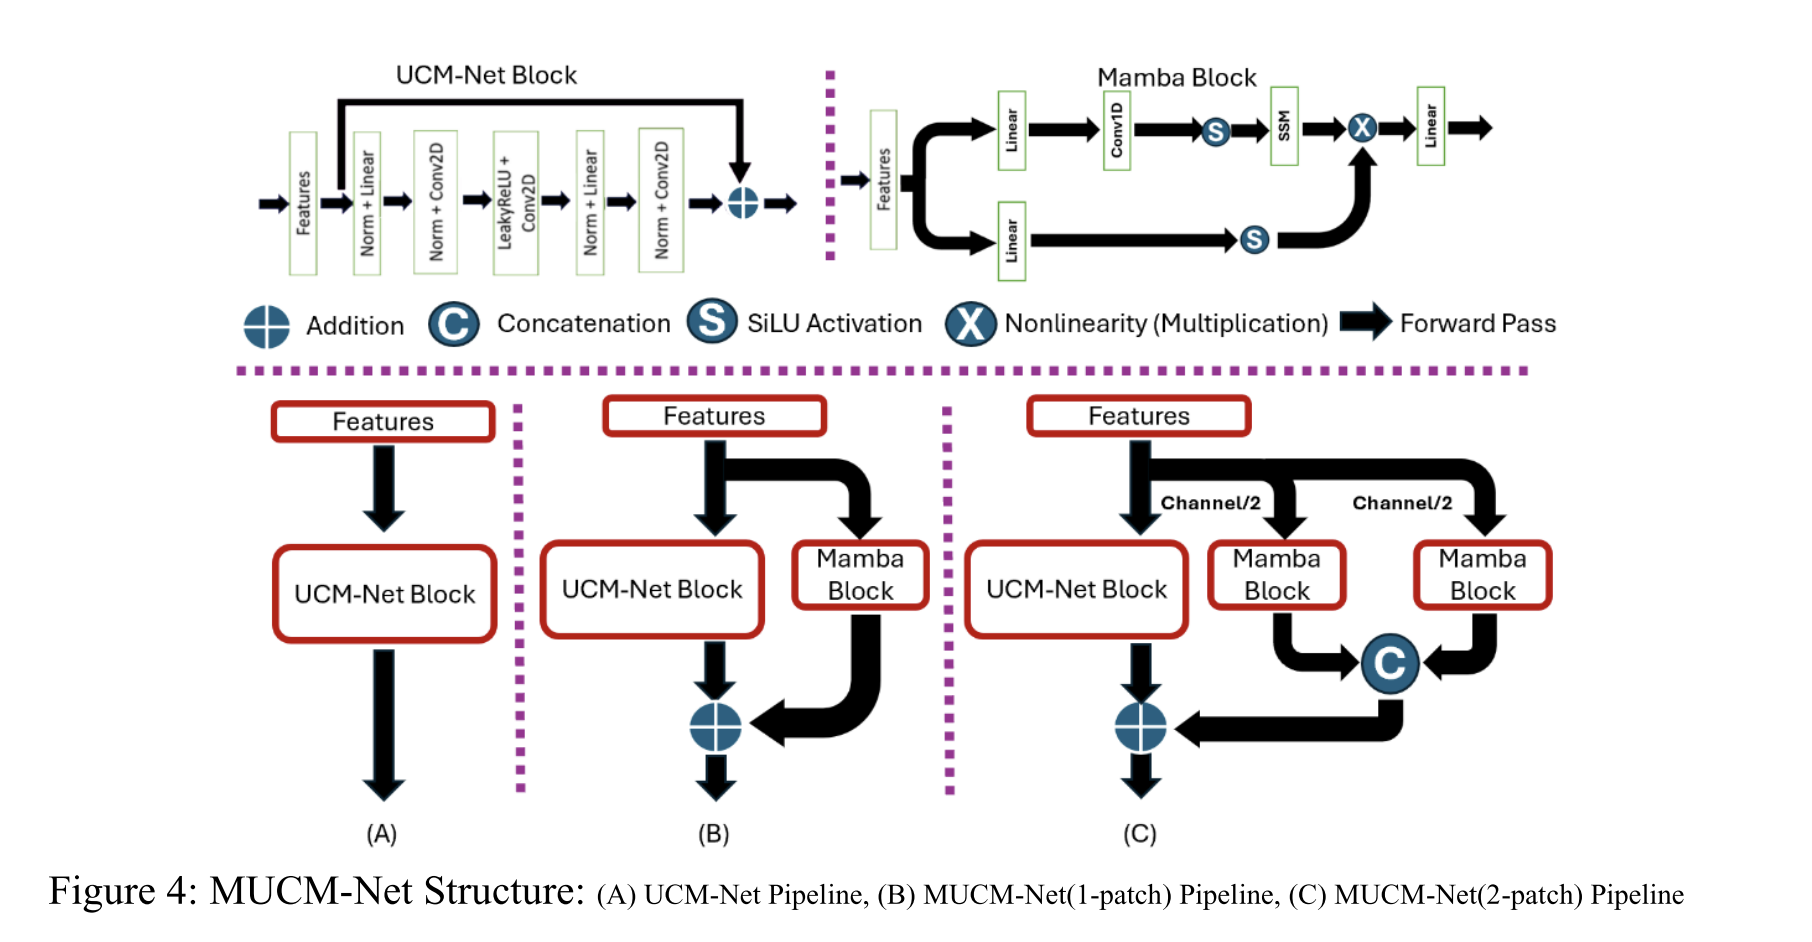 UCM-Net Block
Features
Norm + Linear
Norm + Conv2D
LeakyReLU +
Conv2D
Norm + Linear
Norm + Conv2D
Mamba Block
Features
Linear
Conv1D
S
SSM
X
Linear
Linear
S
Addition
C Concatenation
S SiLU Activation
X Nonlinearity (Multiplication)
Forward Pass
Features
UCM-Net Block
(A)
Features
UCM-Net Block
Mamba
Block
(B)
Features
Channel/2
Channel/2
UCM-Net Block
Mamba
Block
Mamba
Block
C
(C)
Figure 4: MUCM-Net Structure: (A) UCM-Net Pipeline, (B) MUCM-Net(1-patch) Pipeline, (C) MUCM-Net(2-patch) Pipeline